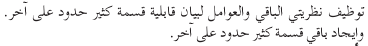 توظيف نظريتي الباقي والعوامل لبيان قابلية قسمة كثير حدود على آخر.
وإيجاد باقي قسمة كثير حدود على آخر.